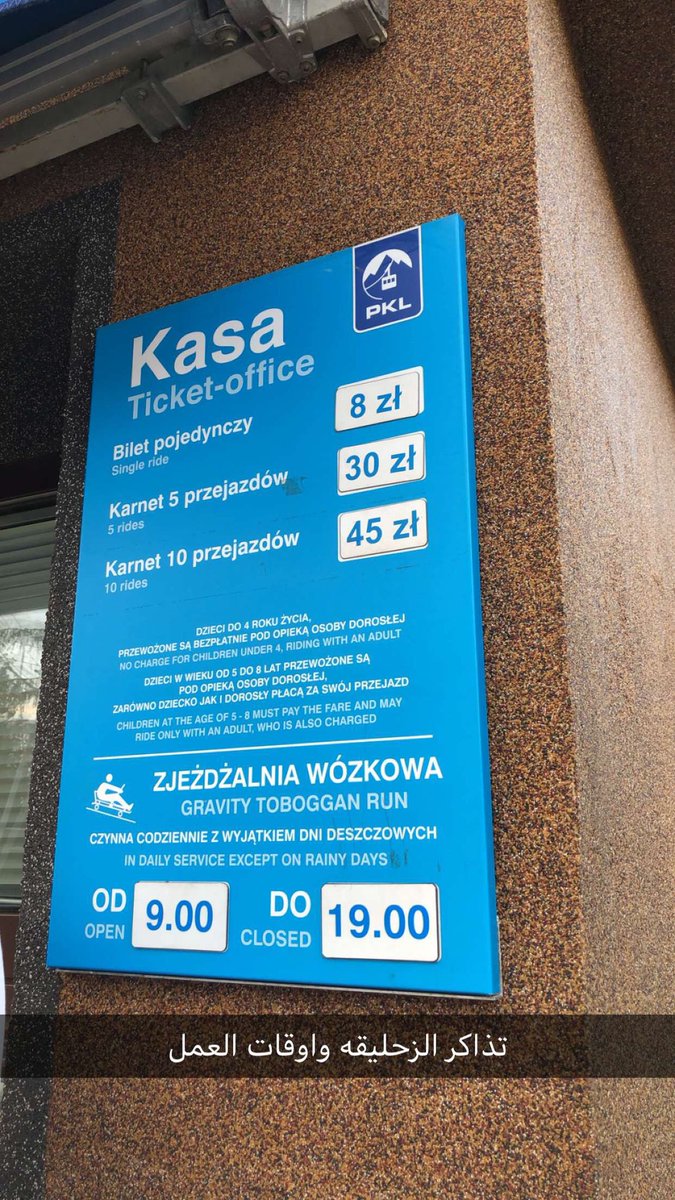 PKL
Kasa
Ticket-office
Bilet pojedynczy 8 zł
Single ride
Karnet 5 przejazdów 30 zł
5 rides
Karnet 10 przejazdów 45 zł
10 rides
DZIECI DO 4 ROKU ŻYCIA,
PRZEWOŻONE SĄ BEZPŁATNIE POD OPIEKĄ OSOBY DOROSŁEJ
NO CHARGE FOR CHILDREN UNDER 4, RIDING WITH AN ADULT
DZIECI W WIEKU OD 5 DO 8 LAT PRZEWOŻONE SĄ
POD OPIEKĄ OSOBY DOROSŁEJ,
ZARÓWNO DZIECKO JAK I DOROSŁY PŁACĄ ZA SWÓJ PRZEJAZD
CHILDREN AT THE AGE OF 5 - 8 MUST PAY THE FARE AND MAY
RIDE ONLY WITH AN ADULT, WHO IS ALSO CHARGED
ZJEŻDŻALNIA WÓZKOWA
GRAVITY TOBOGGAN RUN
CZYNNA CODZIENNIE Z WYJĄTKIEM DNI DESZCZOWYCH
IN DAILY SERVICE EXCEPT ON RAINY DAYS
OD 9.00 DO 19.00
OPEN CLOSED
تذاكر الزحليقه واوقات العمل